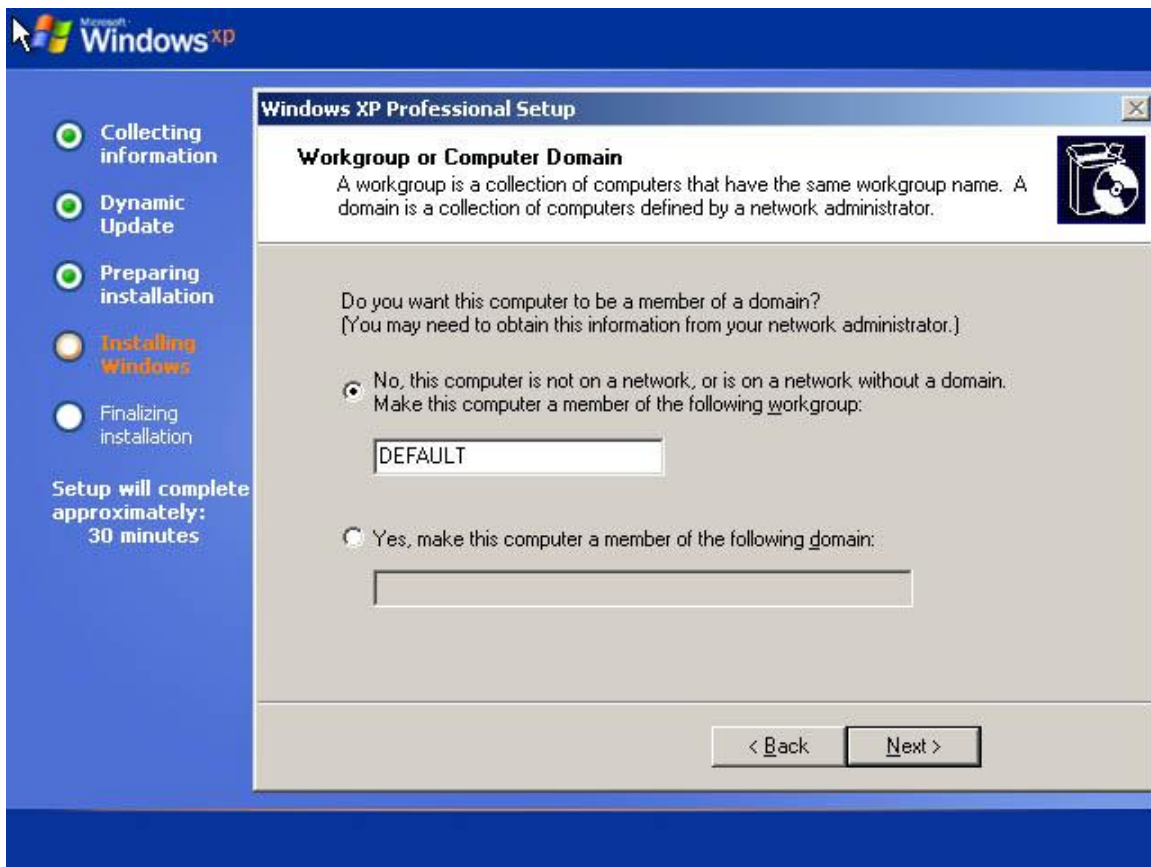 Microsoft
Windows xp
Collecting
information
Dynamic
Update
Preparing
installation
Installing
Windows
Finalizing
installation
Setup will complete
approximately:
30 minutes
Windows XP Professional Setup
Workgroup or Computer Domain
A workgroup is a collection of computers that have the same workgroup name. A
domain is a collection of computers defined by a network administrator.
Do you want this computer to be a member of a domain?
(You may need to obtain this information from your network administrator.)
No, this computer is not on a network, or is on a network without a domain.
Make this computer a member of the following workgroup:
DEFAULT
Yes, make this computer a member of the following domain:
< Back
Next >